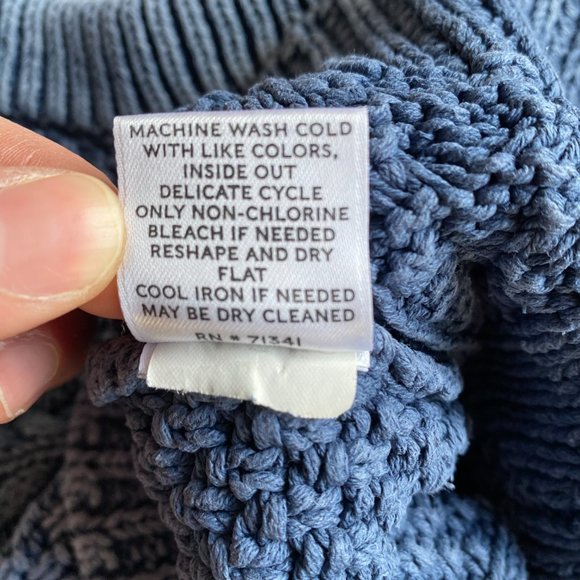 MACHINE WASH COLD
WITH LIKE COLORS,
INSIDE OUT
DELICATE CYCLE
ONLY NON-CHLORINE
BLEACH IF NEEDED
RESHAPE AND DRY
FLAT
COOL IRON IF NEEDED
MAY BE DRY CLEANED
RN # 71341